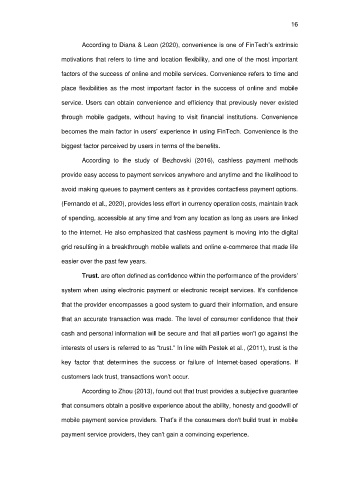 16
According to Diana & Leon (2020), convenience is one of FinTech's extrinsic
motivations that refers to time and location flexibility, and one of the most important
factors of the success of online and mobile services. Convenience refers to time and
place flexibilities as the most important factor in the success of online and mobile
service. Users can obtain convenience and efficiency that previously never existed
through mobile gadgets, without having to visit financial institutions. Convenience
becomes the main factor in users' experience in using FinTech. Convenience is the
biggest factor perceived by users in terms of the benefits.
According to the study of Bezhovski (2016), cashless payment methods
provide easy access to payment services anywhere and anytime and the likelihood to
avoid making queues to payment centers as it provides contactless payment options.
(Fernando et al., 2020), provides less effort in currency operation costs, maintain track
of spending, accessible at any time and from any location as long as users are linked
to the internet. He also emphasized that cashless payment is moving into the digital
grid resulting in a breakthrough mobile wallets and online e-commerce that made life
easier over the past few years.
Trust, are often defined as confidence within the performance of the providers'
system when using electronic payment or electronic receipt services. It's confidence
that the provider encompasses a good system to guard their information, and ensure
that an accurate transaction was made. The level of consumer confidence that their
cash and personal information will be secure and that all parties won't go against the
interests of users is referred to as "trust." In line with Pestek et al., (2011), trust is the
key factor that determines the success or failure of Internet-based operations. If
customers lack trust, transactions won't occur.
According to Zhou (2013), found out that trust provides a subjective guarantee
that consumers obtain a positive experience about the ability, honesty and goodwill of
mobile payment service providers. That's if the consumers don't build trust in mobile
payment service providers, they can't gain a convincing experience.